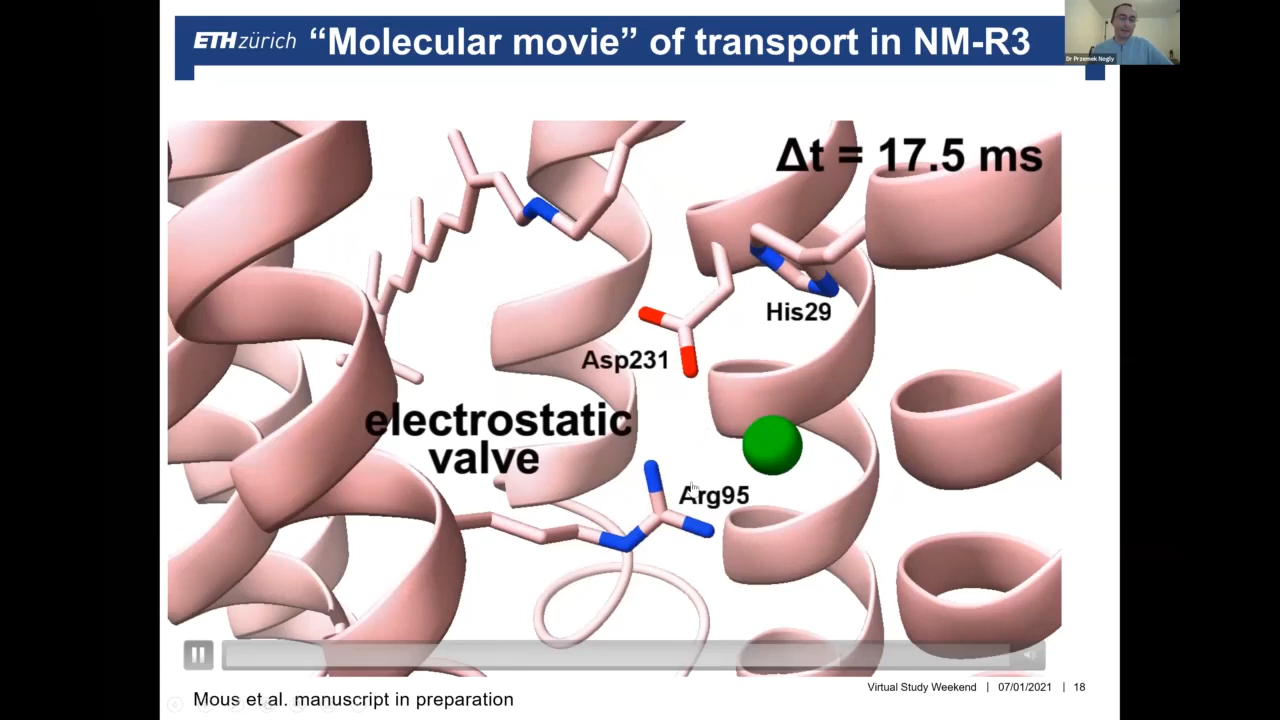 ETHzürich "Molecular movie" of transport in NM-R3
Dr Przemek Nogly
Δt = 17.5 ms
His29
Asp231
electrostatic
valve
Arg95
Virtual Study Weekend | 07/01/2021 | 18
Mous et al. manuscript in preparation